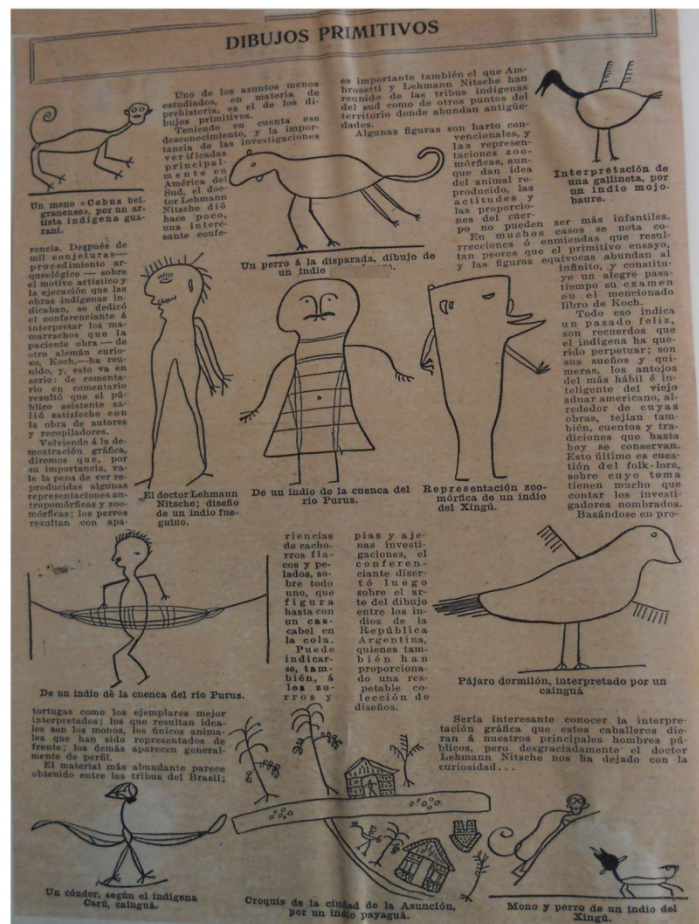 DIBUJOS PRIMITIVOS
Uno de los asuntos menos
estudiados, en materia de
prehistoria, es el de los di-
bujos primitivos.
Teniendo en cuenta ese
desconocimiento, y la impor-
tancia de las investigaciones
verificadas
principal-
mente en
América del
Sud, el doc-
tor Lehmann
Nitsche dió
hace poco,
una intere-
sante confe-
Un mono «Cebus bel-
granensis», por un ar-
tista indígena gua-
raní.
rencia. Después de
mil conjeturas—
procedimiento ar-
queológico — sobre
el motivo artístico y
la ejecución que las
obras indígenas in-
dicaban, se dedicó
el conferenciante á
interpretar los ma-
marrachos que la
paciente obra — de
otro alemán curio-
so, Koch,—ha reu-
nido, y, esto va en
serio: de comenta-
rio en comentario
resultó que el pú-
blico asistente sa-
lió satisfecho con
la obra de autores
y recopiladores.
Volviendo á la de-
mostración gráfica,
diremos que, por
su importancia, va-
le la pena de ver re-
producidas algunas
representaciones an-
tropomórficas y zoo-
mórficas; los perros
resultan con apa-
Un perro á la disparada, dibujo de
un indio
El doctor Lehmann
Nitsche; diseño
de un indio fue-
guino.
De un indio de la cuenca del
río Purus.
Representación zoo-
mórfica de un indio
del Xingú.
riencias
de cacho-
rros fla-
cos y pe-
lados, so-
bre todo
uno, que
figura
hasta con
un cas-
cabel en
la cola.
Puede
indicar-
se, tam-
bién, á
los zo-
rros y
De un indio de la cuenca del río Purus.
tortugas como los ejemplares mejor
interpretados; los que resultan idea-
les son los monos, los únicos anima-
les que han sido representados de
frente; los demás aparecen general-
mente de perfil.
El material más abundante parece
obtenido entre las tribus del Brasil;
es importante también el que Am-
brosetti y Lehmann Nitsche han
reunido de las tribus indígenas
del sud como de otros puntos del
territorio donde abundan antigüe-
dades.
Algunas figuras son harto con-
vencionales, y
las represen-
taciones zoo-
mórficas, aun-
que dan idea
del animal re-
producido, las
actitudes y
las proporcio-
nes del cuer-
po no pueden ser más infantiles.
En muchos casos se nota co-
rrecciones ó enmiendas que resul-
tan peores que el primitivo ensayo,
y las figuras equívocas abundan al
infinito, y constitu-
ye un alegre pasa-
tiempo su examen
en el mencionado
libro de Koch.
Todo eso indica
un pasado feliz,
son recuerdos que
el indígena ha que-
rido perpetuar; son
sus sueños y qui-
meras, los antojos
del más hábil é in-
teligente del viejo
aduar americano, al-
rededor de cuyas
obras, tejían tam-
bién, cuentos y tra-
diciones que hasta
hoy se conservan.
Esto último es cues-
tión del folk-lore,
sobre cuyo tema
tienen mucho que
contar los investi-
gadores nombrados.
Basándose en pro-
Interpretación de
una gallineta, por
un indio mojo-
baure.
pias y aje-
nas investi-
gaciones, el
conferen-
ciante diser-
tó luego
sobre el ar-
te del dibujo
entre los in-
dios de la
República
Argentina,
quienes tam-
bién han
proporciona-
do una res-
petable co-
lección de
diseños.
Pájaro dormilón, interpretado por un
cainguá
Sería interesante conocer la interpre-
tación gráfica que estos caballeros die-
ran á nuestros principales hombres pú-
blicos, pero desgraciadamente el doctor
Lehmann Nitsche nos ha dejado con la
curiosidad...
Un cóndor, según el indígena
Carú, cainguá.
Croquis de la ciudad de la Asunción,
por un indio payaguá.
Mono y perro de un indio del
Xingú.